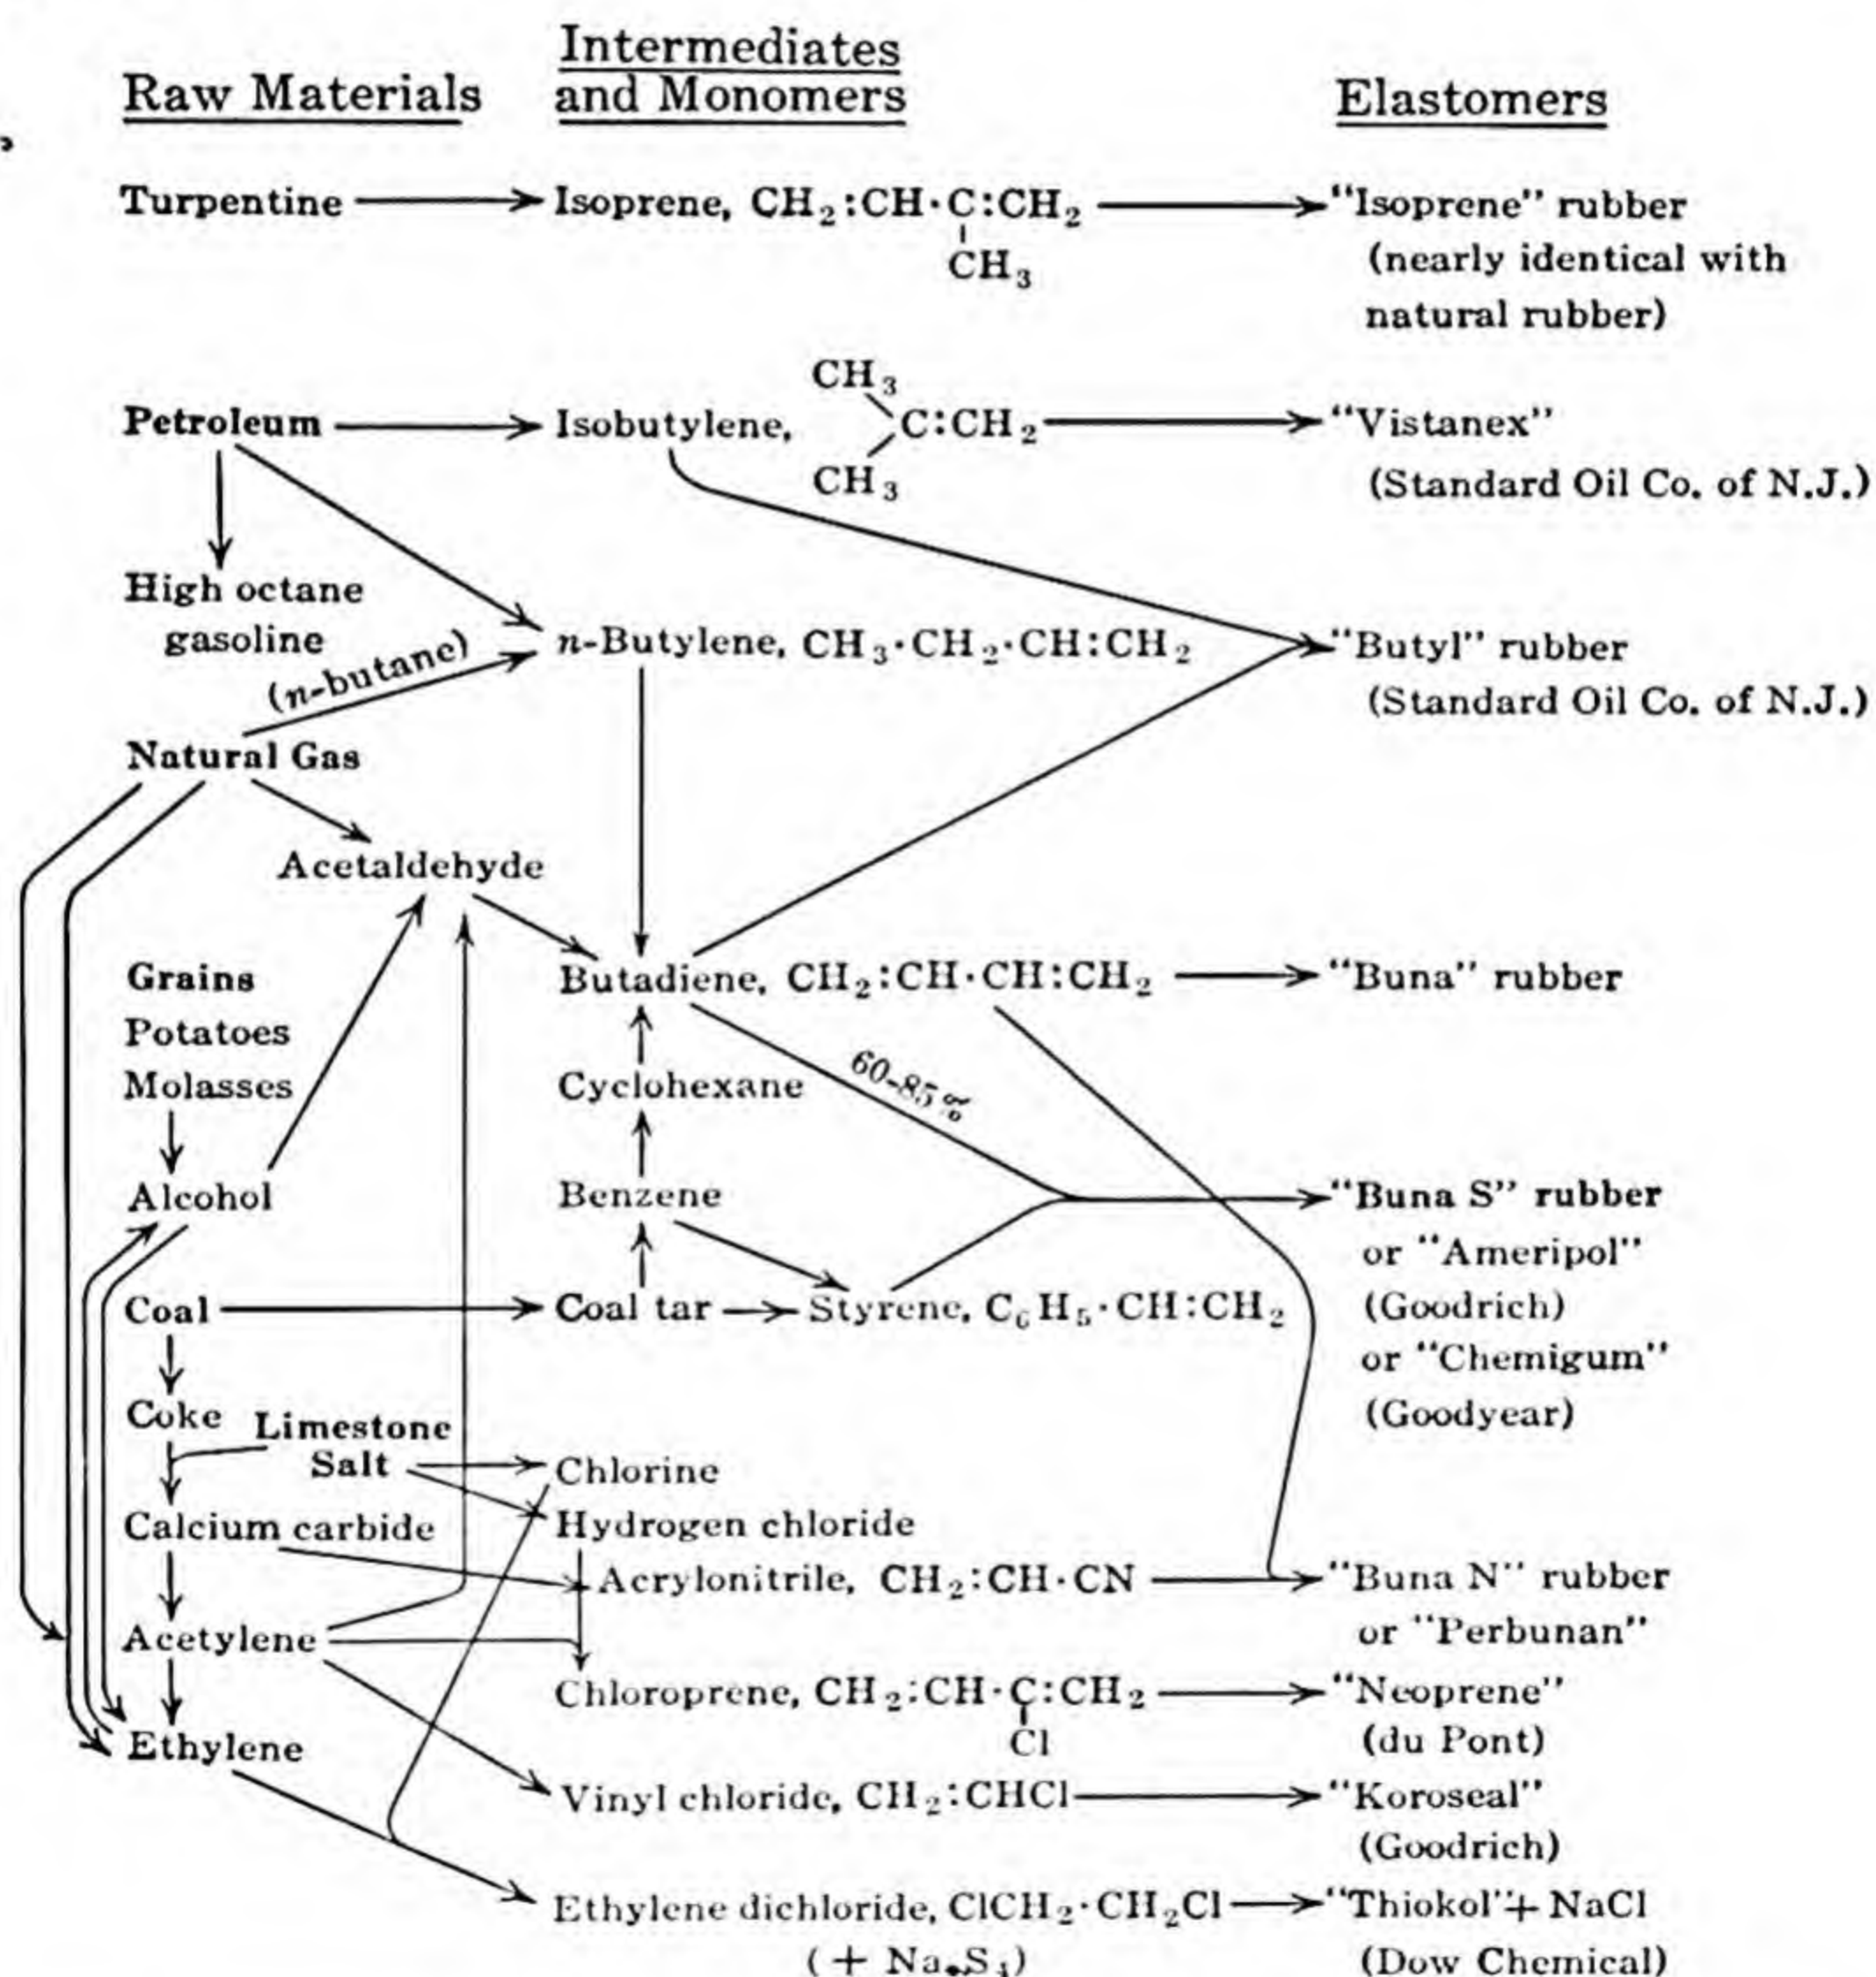 Raw Materials
Intermediates
and Monomers
Elastomers
Turpentine
Isoprene, CH₂:CH·C:CH₂
CH₃
"Isoprene" rubber
(nearly identical with
natural rubber)
Petroleum
Isobutylene,
CH₃
C:CH₂
CH₃
"Vistanex"
(Standard Oil Co. of N.J.)
High octane
gasoline
(n-butane)
n-Butylene, CH₃·CH₂·CH:CH₂
"Butyl" rubber
(Standard Oil Co. of N.J.)
Natural Gas
Acetaldehyde
Grains
Potatoes
Molasses
Alcohol
Butadiene, CH₂:CH·CH:CH₂
"Buna" rubber
Cyclohexane
60-85%
Benzene
"Buna S" rubber
or "Ameripol"
(Goodrich)
or "Chemigum"
(Goodyear)
Coal
Coal tar
Styrene, C₆H₅·CH:CH₂
Coke
Limestone
Salt
Chlorine
Calcium carbide
Hydrogen chloride
Acrylonitrile, CH₂:CH·CN
"Buna N" rubber
or "Perbunan"
Acetylene
Chloroprene, CH₂:CH·C:CH₂
Cl
"Neoprene"
(du Pont)
Ethylene
Vinyl chloride, CH₂:CHCl
"Koroseal"
(Goodrich)
Ethylene dichloride, ClCH₂·CH₂Cl
(+ Na₂S₄)
"Thiokol"+ NaCl
(Dow Chemical)